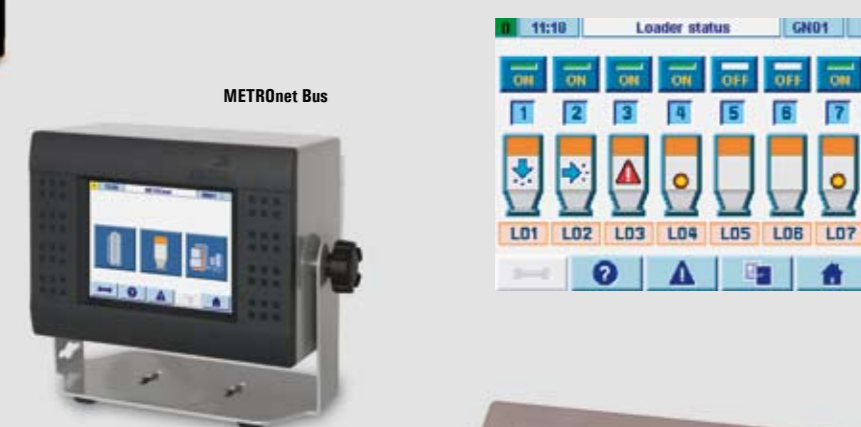 METROnet Bus
11:18 Loader status GN01
ON ON ON ON OFF OFF ON
1 2 3 4 5 6 7
L01 L02 L03 L04 L05 L06 L07
METROnet